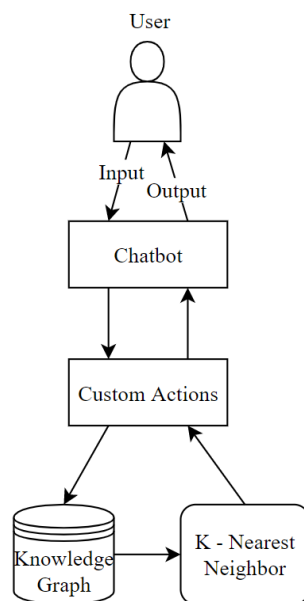 User
Input
Output
Chatbot
Custom Actions
Knowledge
Graph
K - Nearest
Neighbor